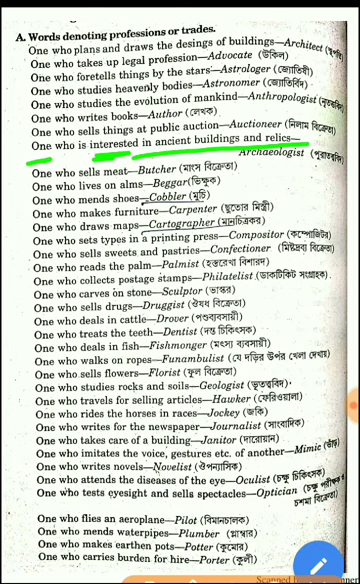 A. Words denoting professions or trades.
One who plans and draws the desings of buildings—Architect
One who takes up legal profession—Advocate (উকিল)
One who foretells things by the stars—Astrologer (জ্যোতিষী)
One who studies heavenly bodies—Astronomer (জ্যোতির্বিদ)
One who studies the evolution of mankind—Anthropologist
One who writes books—Author (লেখক)
One who sells things at public auction—Auctioneer (নিলাম বিক্রেতা)
One who is interested in ancient buildings and relics—
Archaeologist
One who sells meat—Butcher (মাংস বিক্রেতা)
One who lives on alms—Beggar (ভিক্ষুক)
One who mends shoes—Cobbler (মুচি)
One who makes furniture—Carpenter (ছুতোর মিস্ত্রী)
One who draws maps—Cartographer (মানচিত্রকর)
One who sets types in a printing press—Compositor (কম্পোজিটর)
One who sells sweets and pastries—Confectioner (মিষ্টদ্রব্য বিক্রেতা)
One who reads the palm—Palmist (হস্তরেখা বিশারদ)
One who collects postage stamps—Philatelist (ডাকটিকিট সংগ্রাহক)
One who carves on stone—Sculptor (ভাস্কর)
One who sells drugs—Druggist (ঔষধ বিক্রেতা)
One who deals in cattle—Drover (পশুব্যবসায়ী)
One who treats the teeth—Dentist (দন্ত চিকিৎসক)
One who deals in fish—Fishmonger (মৎস্য ব্যবসায়ী)
One who walks on ropes—Funambulist (যে দড়ির উপর খেলা দেখায়)
One who sells flowers—Florist (ফুল বিক্রেতা)
One who studies rocks and soils—Geologist (ভূতত্ত্ববিদ)
One who travels for selling articles—Hawker (ফেরিওয়ালা)
One who rides the horses in races—Jockey (জকি)
One who writes for the newspaper—Journalist (সাংবাদিক)
One who takes care of a building—Janitor (দারোয়ান)
One who imitates the voice, gestures etc. of another—Mimic (ভাঁড়)
One who writes novels—Novelist (ঔপন্যাসিক)
One who attends the diseases of the eye—Oculist (চক্ষু চিকিৎসক)
One who tests eyesight and sells spectacles—Optician (চক্ষু পরীক্ষক ও
চশমা বিক্রেতা)
One who flies an aeroplane—Pilot (বিমানচালক)
One who mends waterpipes—Plumber (প্লাম্বার)
One who makes earthen pots—Potter (কুমোর)
One who carries burden for hire—Porter (কুলী)
Scanned